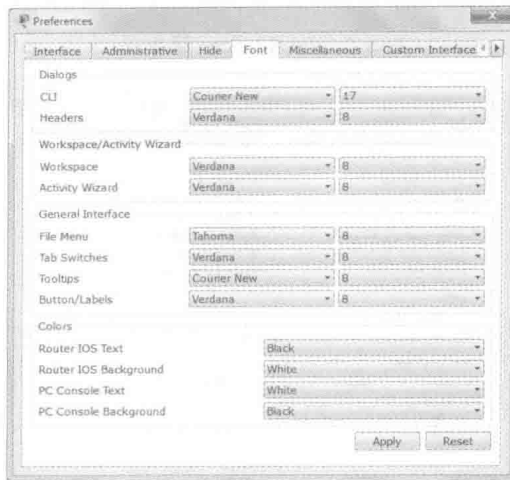 Preferences
Interface Administrative Hide Font Miscellaneous Custom Interface
Dialogs
CLI Courier New 17
Headers Verdana 8
Workspace/Activity Wizard
Workspace Verdana 8
Activity Wizard Verdana 8
General Interface
File Menu Tahoma 8
Tab Switches Verdana 8
Tooltips Courier New 8
Button/Labels Verdana 8
Colors
Router IOS Text Black
Router IOS Background White
PC Console Text White
PC Console Background Black
Apply Reset